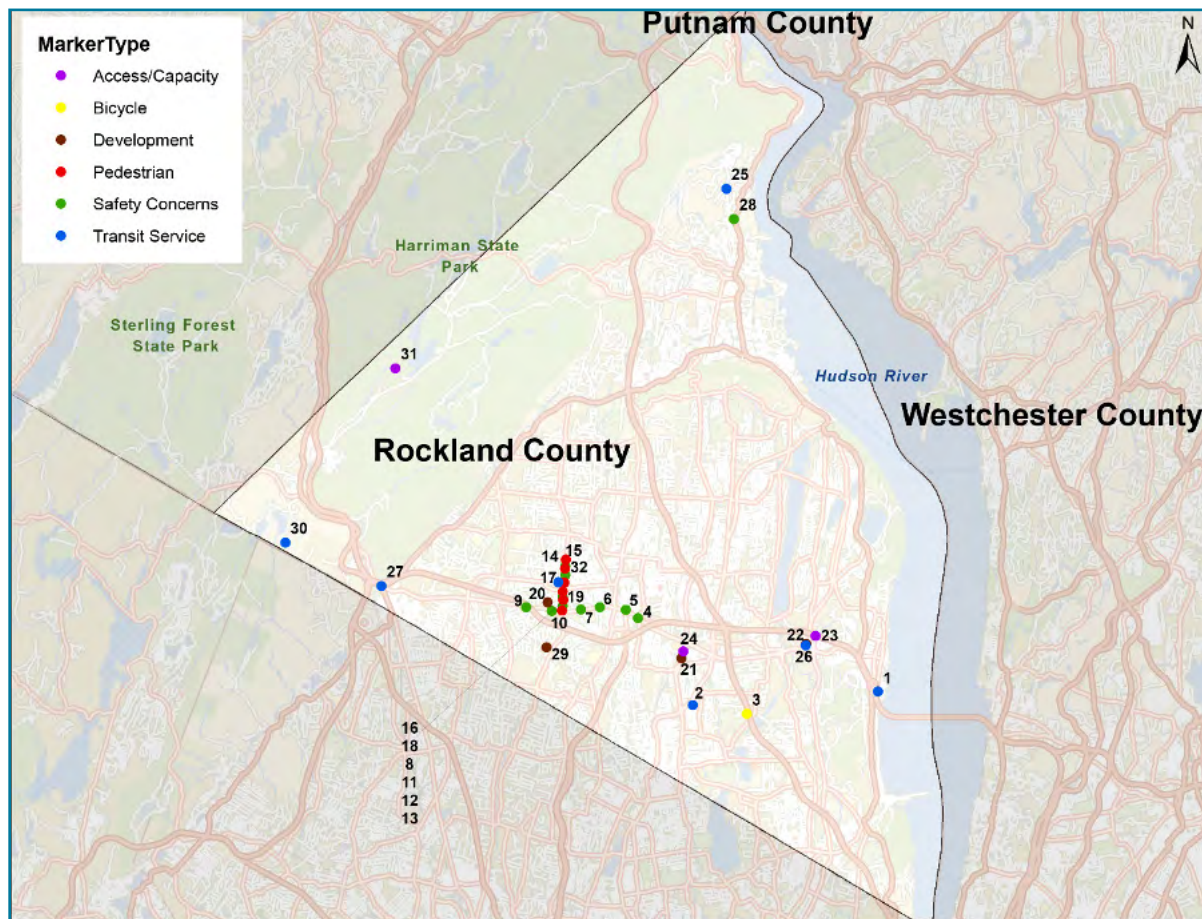 Putnam County
N
MarkerType
Access/Capacity
Bicycle
Development
Pedestrian
Safety Concerns
Transit Service
25
28
Harriman State
Park
Sterling Forest
State Park
31
Hudson River
Westchester County
Rockland County
30
27
14
15
32
17
20
19
9
10
7
6
5
4
29
24
21
22
23
26
2
3
1
16
18
8
11
12
13